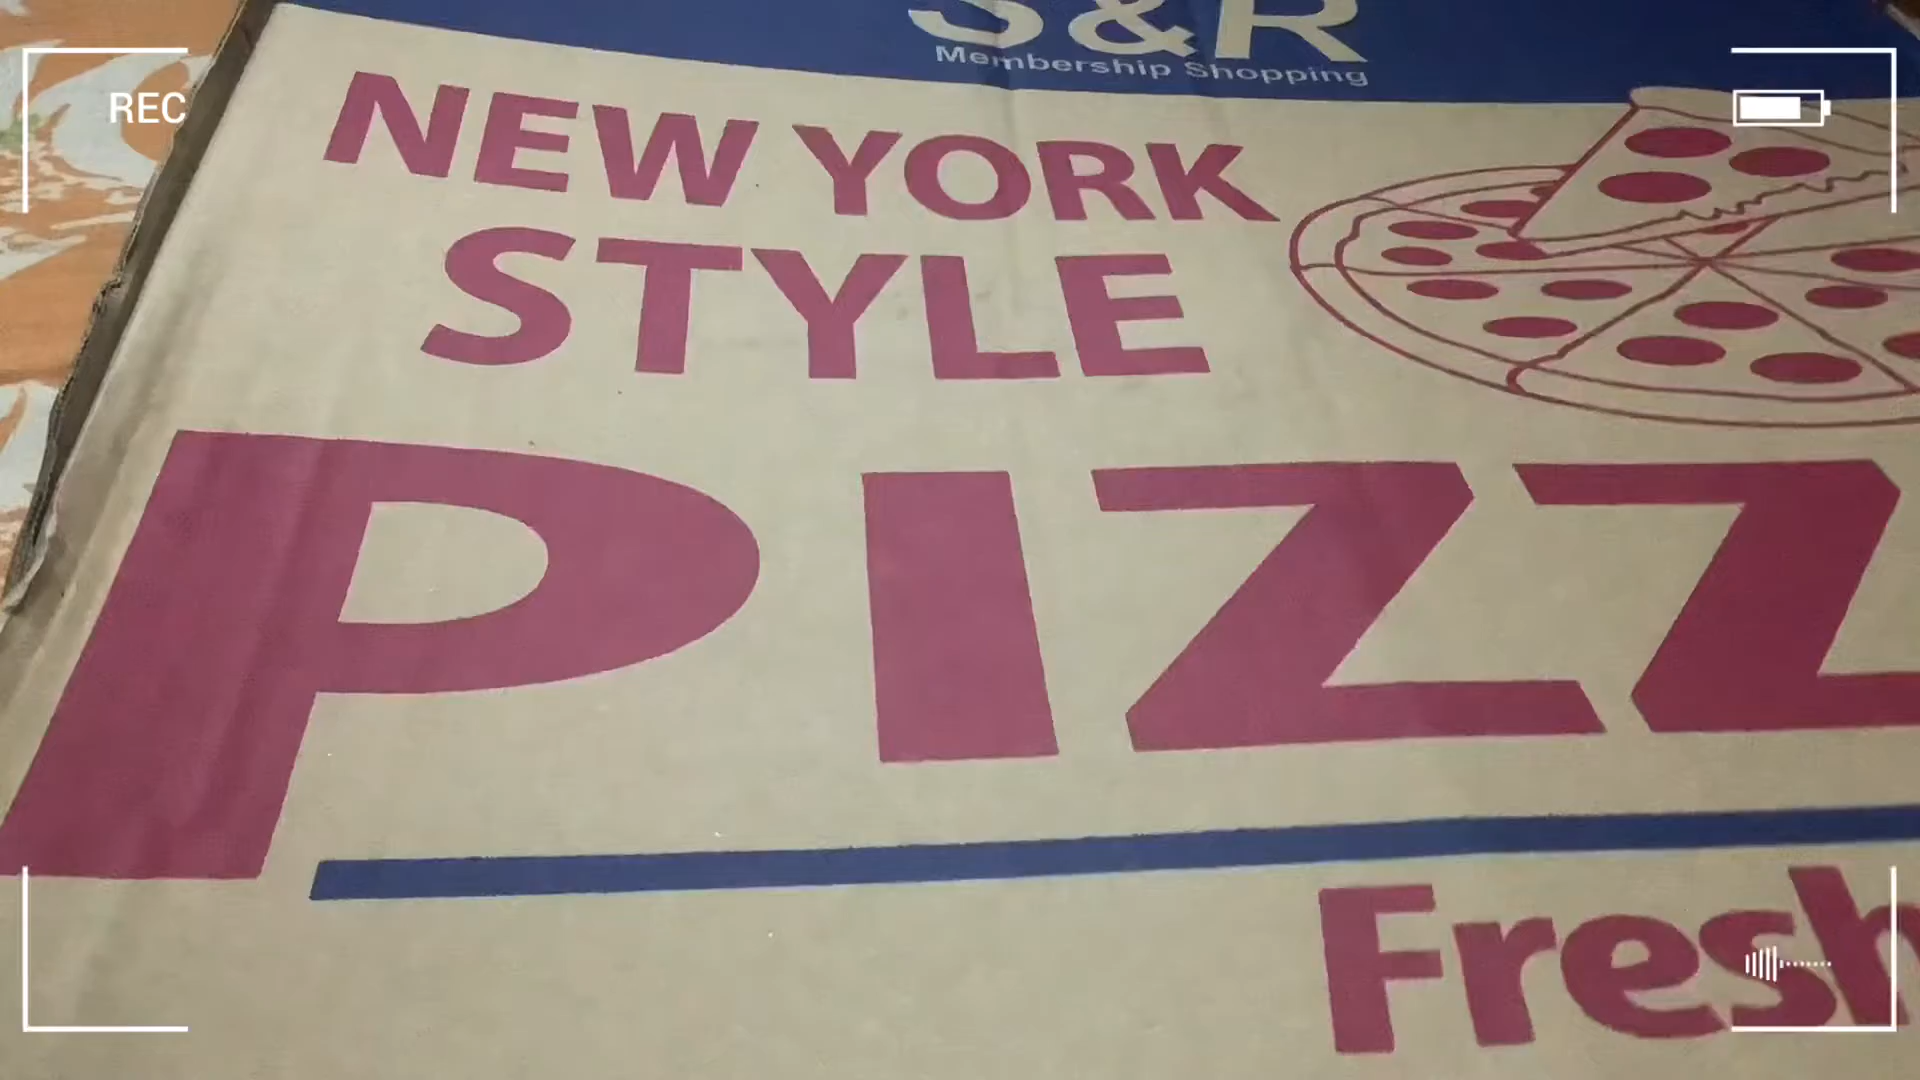 S&R
Membership Shopping
REC
NEW YORK
STYLE
PIZZ
Fresh